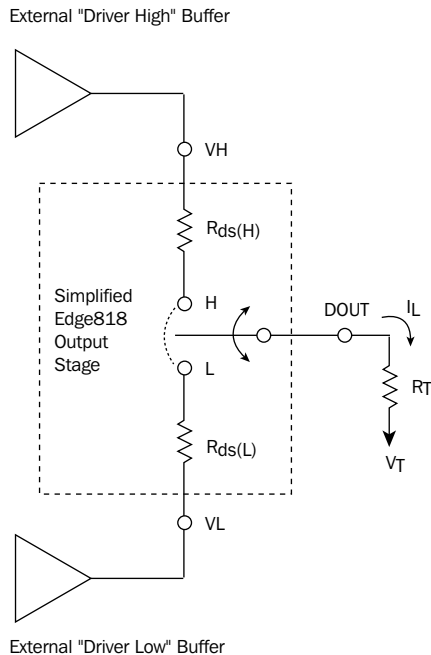 External "Driver High" Buffer
VH
Rds(H)
Simplified
Edge818
Output
Stage
H
DOUT
IL
L
RT
VT
Rds(L)
VL
External "Driver Low" Buffer